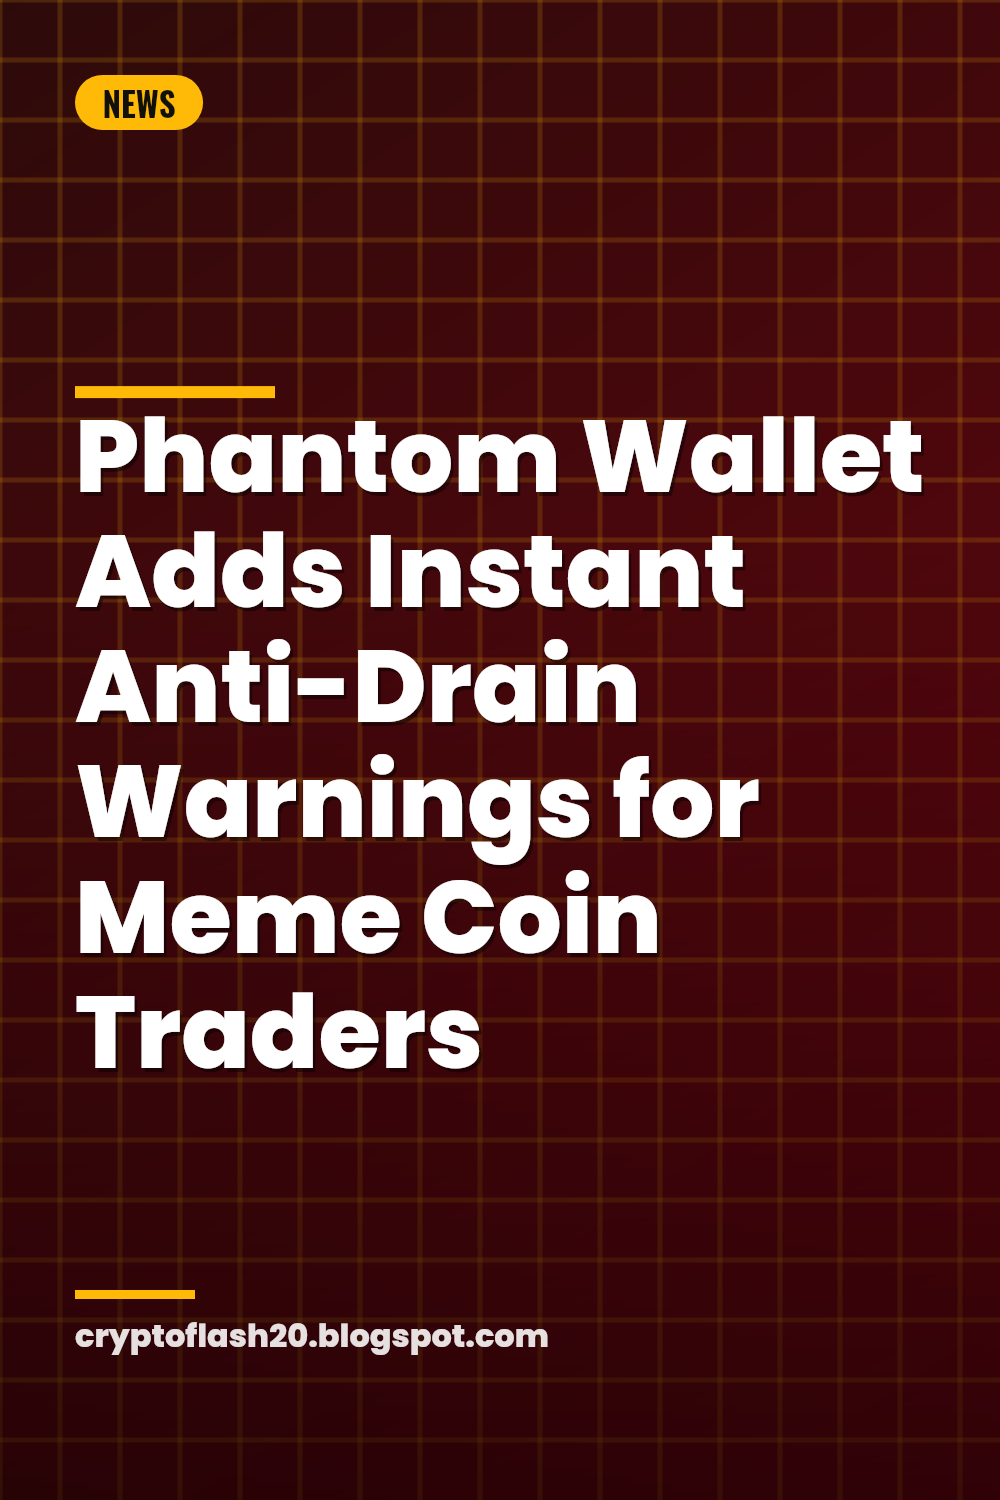 NEWS
Phantom Wallet
Adds Instant
Anti-Drain
Warnings for
Meme Coin
Traders
cryptoflash20.blogspot.com